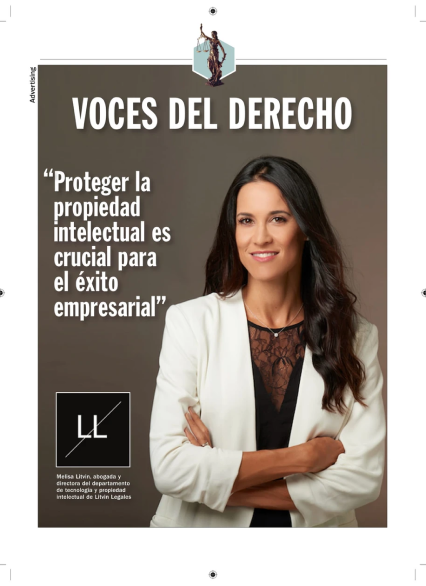 Advertising
VOCES DEL DERECHO
“Proteger la
propiedad
intelectual es
crucial para
el éxito
empresarial”
LL
Melisa Litvin, abogada y
directora del departamento
de tecnología y propiedad
intelectual de Litvin Legales